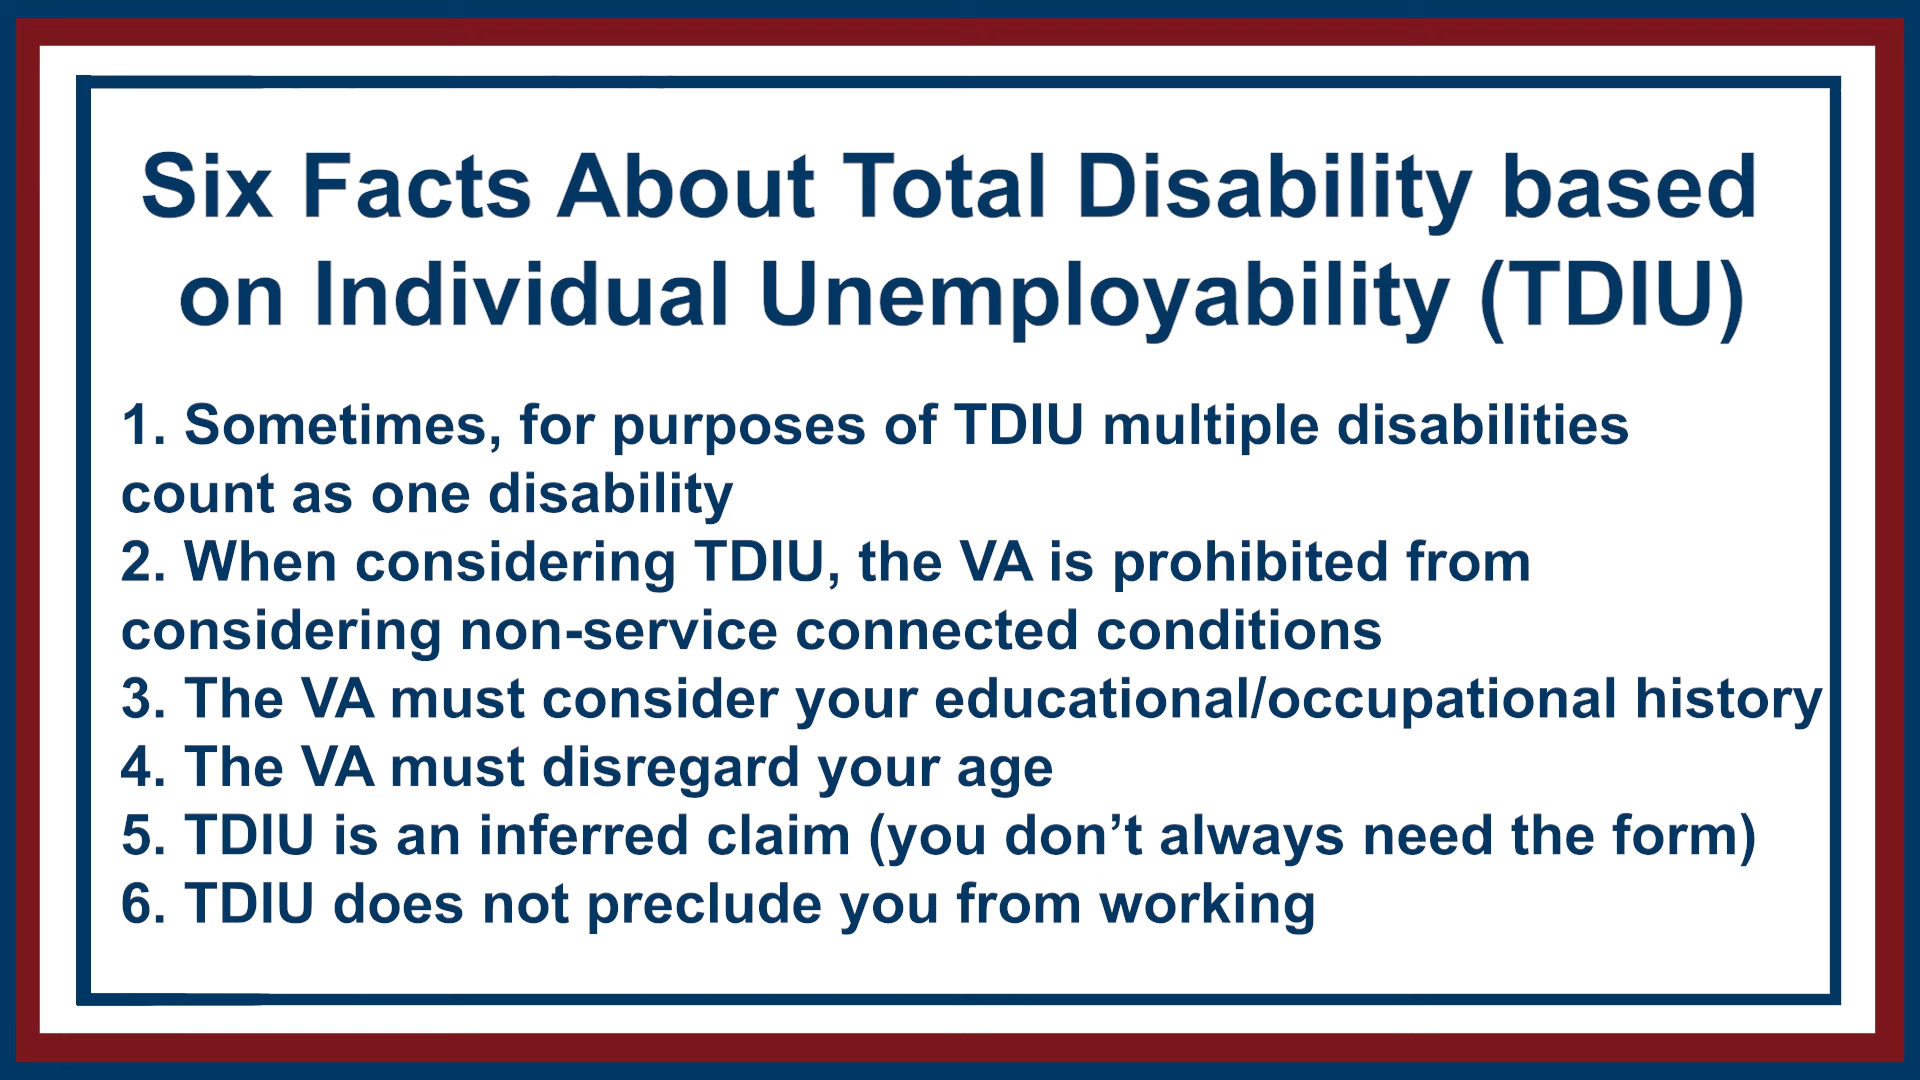 Six Facts About Total Disability based
on Individual Unemployability (TDIU)
1. Sometimes, for purposes of TDIU multiple disabilities
count as one disability
2. When considering TDIU, the VA is prohibited from
considering non-service connected conditions
3. The VA must consider your educational/occupational history
4. The VA must disregard your age
5. TDIU is an inferred claim (you don’t always need the form)
6. TDIU does not preclude you from working